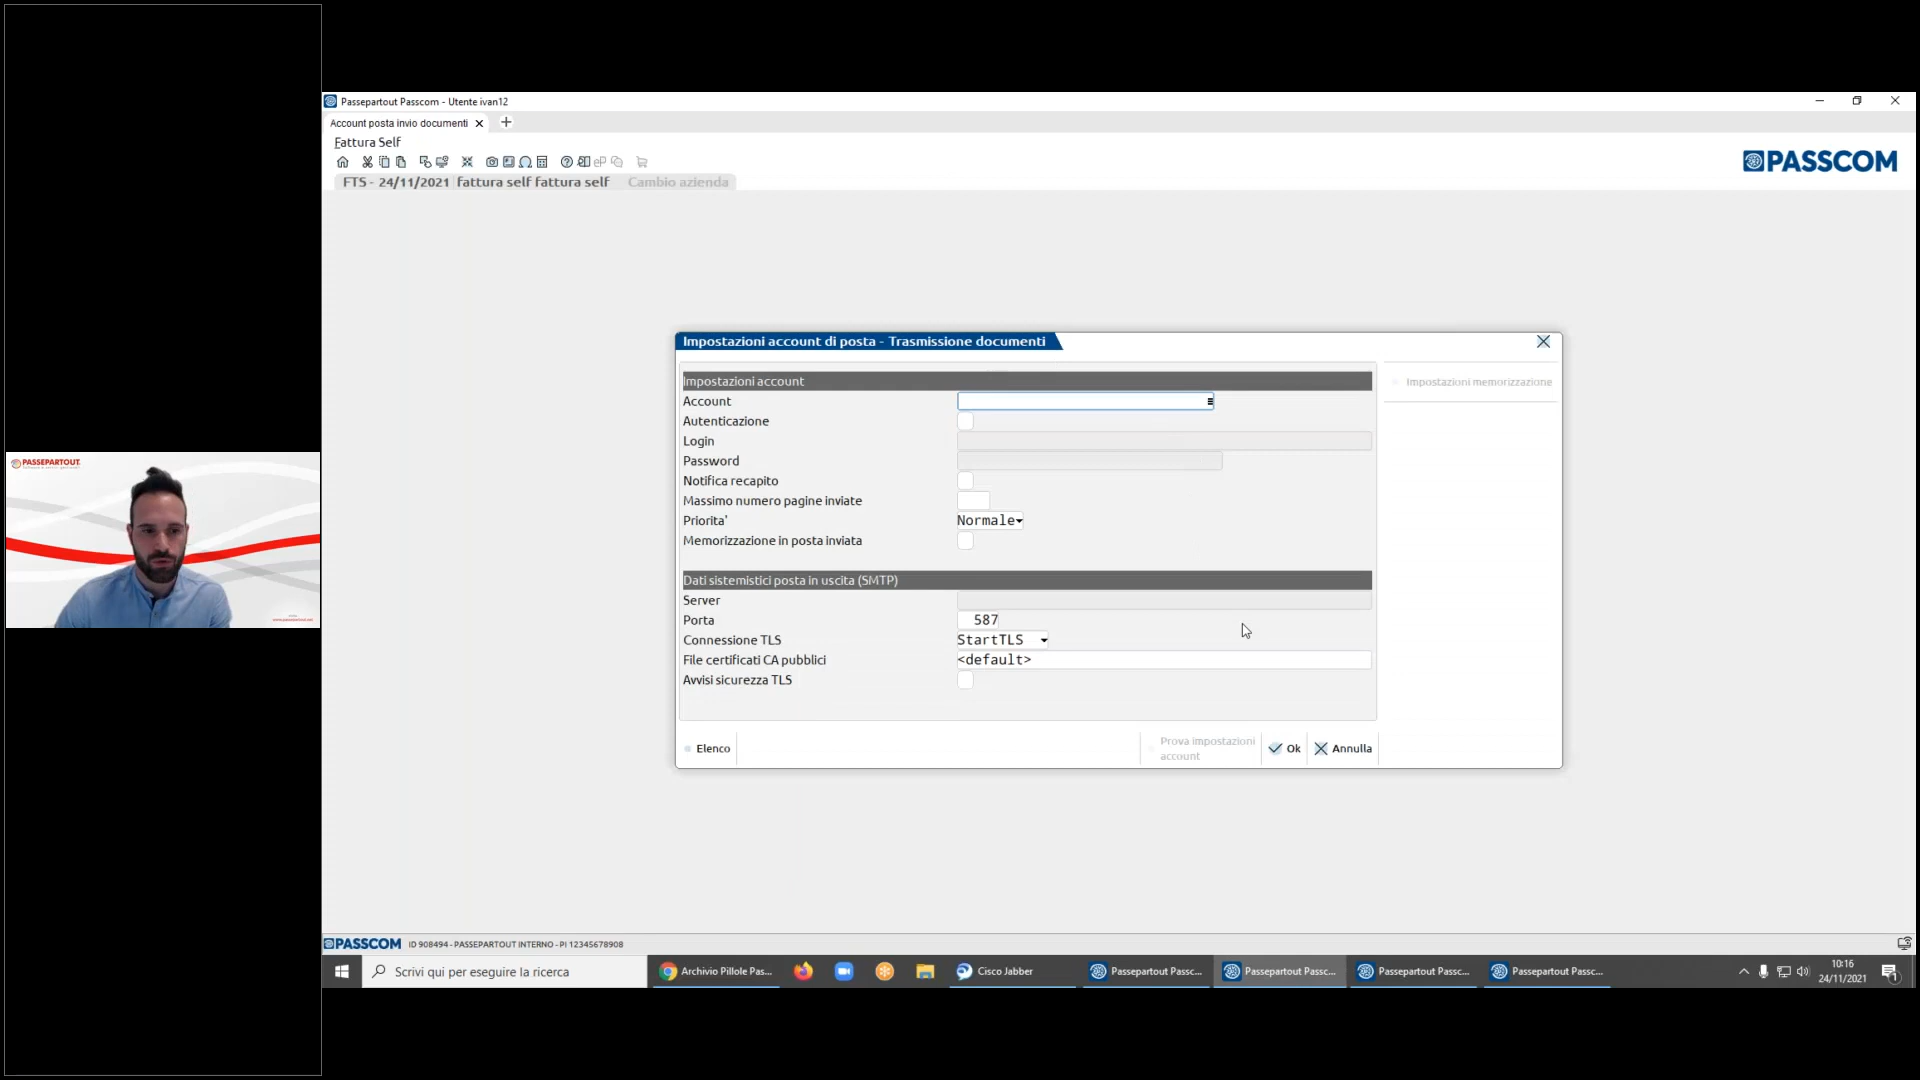 Passepartout Passcom - Utente ivan12
Account posta invio documenti
Fattura Self
PASSCOM
FTS - 24/11/2021 fattura self fattura self Cambio azienda
Impostazioni account di posta - Trasmissione documenti
Impostazioni account
Impostazioni memorizzazione
Account
Autenticazione
Login
Password
Notifica recapito
Massimo numero pagine inviate
Priorita' Normale
Memorizzazione in posta inviata
Dati sistemistici posta in uscita (SMTP)
Server
Porta 587
Connessione TLS StartTLS
File certificati CA pubblici <default>
Avvisi sicurezza TLS
Elenco
Prova impostazioni
account
Ok
Annulla
PASSEPARTOUT
PASSCOM ID 908494 - PASSEPARTOUT INTERNO - PI 12345678908
Scrivi qui per eseguire la ricerca
Archivio Pillole Pas...
Cisco Jabber
Passepartout Passc...
Passepartout Passc...
Passepartout Passc...
Passepartout Passc...
10:16
24/11/2021
1